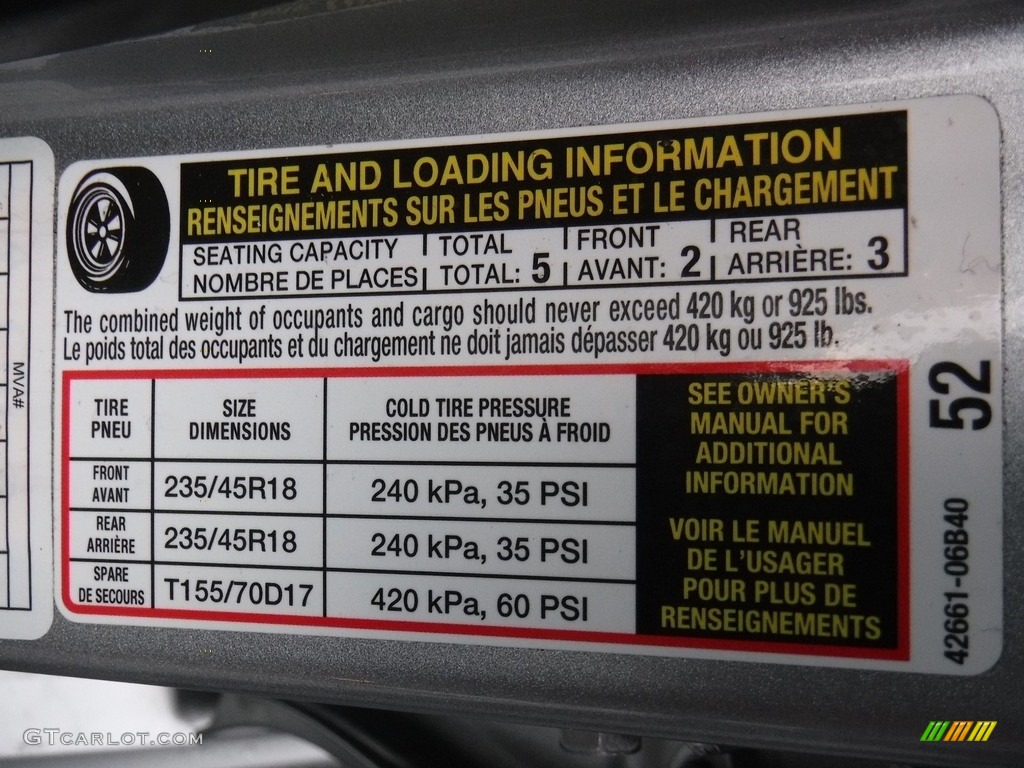 TIRE AND LOADING INFORMATION
RENSEIGNEMENTS SUR LES PNEUS ET LE CHARGEMENT
SEATING CAPACITY TOTAL FRONT REAR
NOMBRE DE PLACES TOTAL: 5 AVANT: 2 ARRIÈRE: 3
The combined weight of occupants and cargo should never exceed 420 kg or 925 lbs.
Le poids total des occupants et du chargement ne doit jamais dépasser 420 kg ou 925 lb.
TIRE SIZE COLD TIRE PRESSURE
PNEU DIMENSIONS PRESSION DES PNEUS À FROID
FRONT
AVANT 235/45R18 240 kPa, 35 PSI
REAR
ARRIÈRE 235/45R18 240 kPa, 35 PSI
SPARE
DE SECOURS T155/70D17 420 kPa, 60 PSI
SEE OWNER'S
MANUAL FOR
ADDITIONAL
INFORMATION
VOIR LE MANUEL
DE L'USAGER
POUR PLUS DE
RENSEIGNEMENTS
52
42661-06B40
MVA#
GTCARLOT.COM